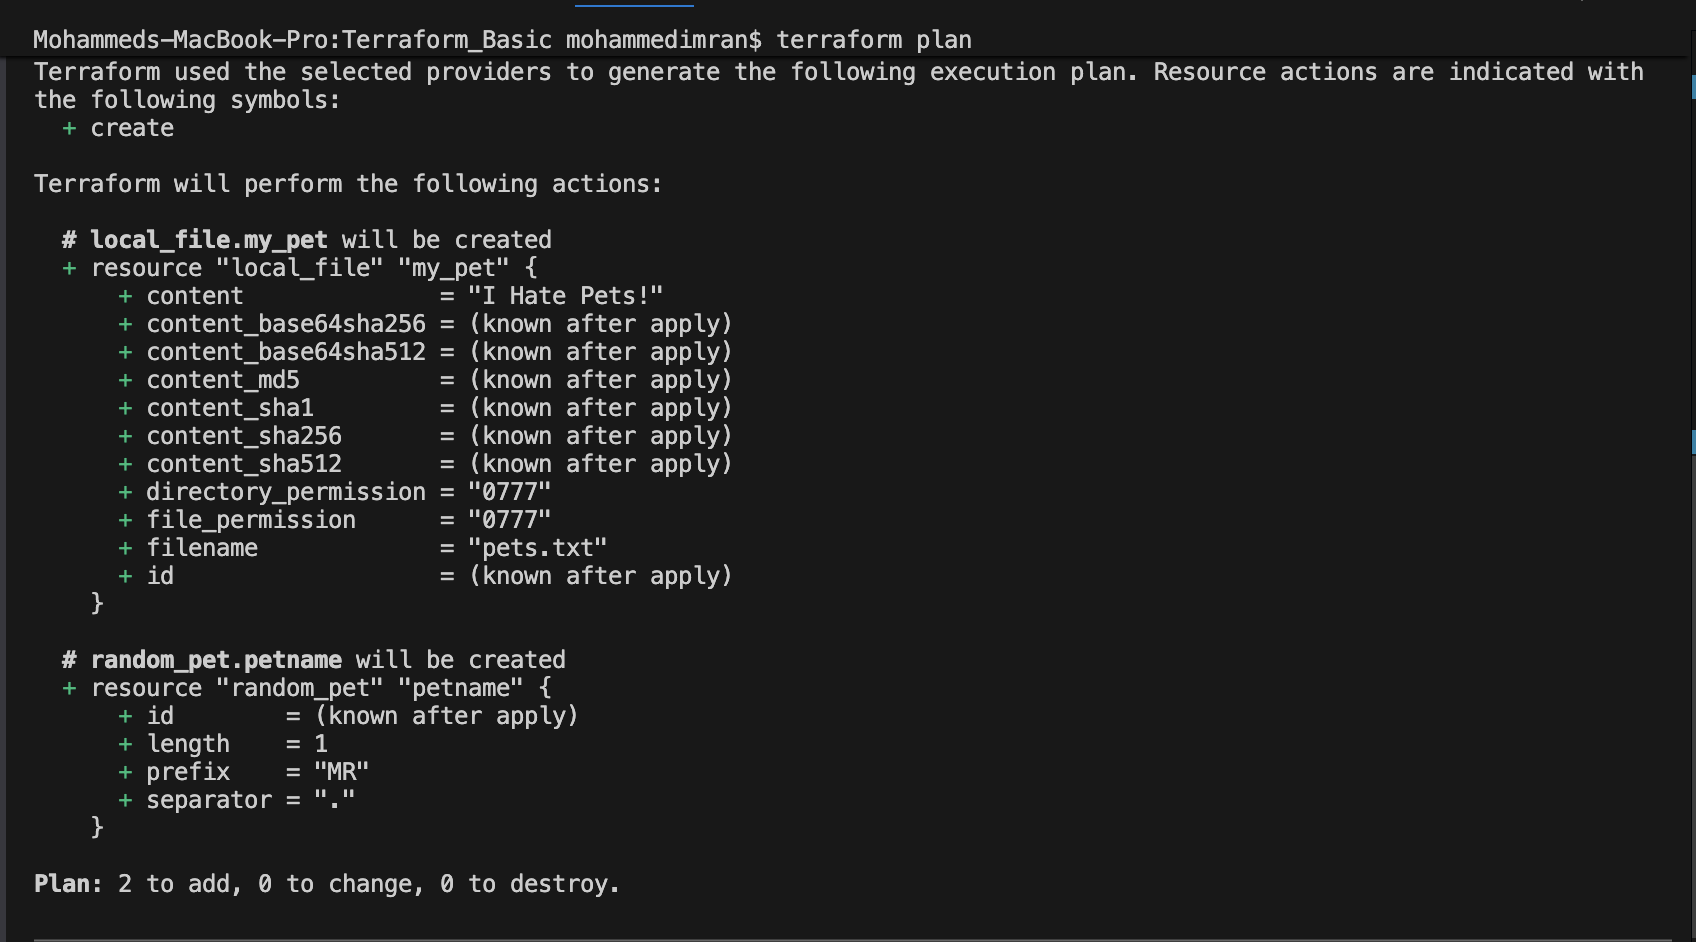 Mohammeds-MacBook-Pro:Terraform_Basic mohammedimran$ terraform plan
Terraform used the selected providers to generate the following execution plan. Resource actions are indicated with
the following symbols:
  + create

Terraform will perform the following actions:

  # local_file.my_pet will be created
  + resource "local_file" "my_pet" {
      + content              = "I Hate Pets!"
      + content_base64sha256 = (known after apply)
      + content_base64sha512 = (known after apply)
      + content_md5          = (known after apply)
      + content_sha1         = (known after apply)
      + content_sha256       = (known after apply)
      + content_sha512       = (known after apply)
      + directory_permission = "0777"
      + file_permission      = "0777"
      + filename             = "pets.txt"
      + id                   = (known after apply)
    }

  # random_pet.petname will be created
  + resource "random_pet" "petname" {
      + id        = (known after apply)
      + length    = 1
      + prefix    = "MR"
      + separator = "."
    }

Plan: 2 to add, 0 to change, 0 to destroy.